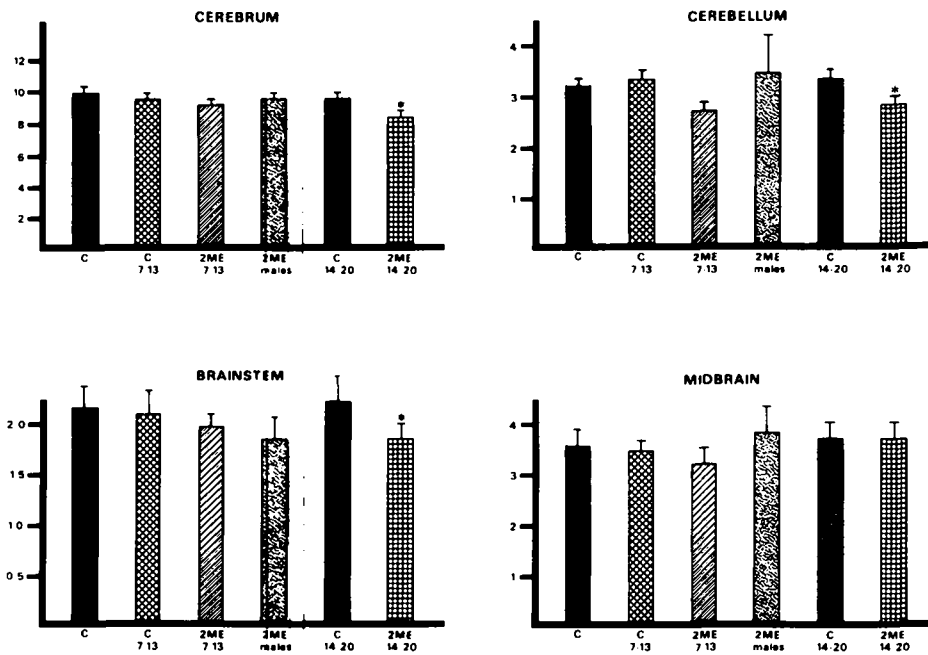 CEREBRUM
12
10
8
6
4
2
C C 2ME 2ME C 2ME
7 13 7 13 males 14 20 14 20
*
CEREBELLUM
4
3
2
1
C C 2ME 2ME C 2ME
7 13 7·13 males 14·20 14 20
*
BRAINSTEM
2 0
1 5
1 0
0 5
C C 2ME 2ME C 2ME
7 13 7 13 males 14 20 14 20
*
MIDBRAIN
4
3
2
1
C C 2ME 2ME C 2ME
7·13 7 13 males 14·20 14 20